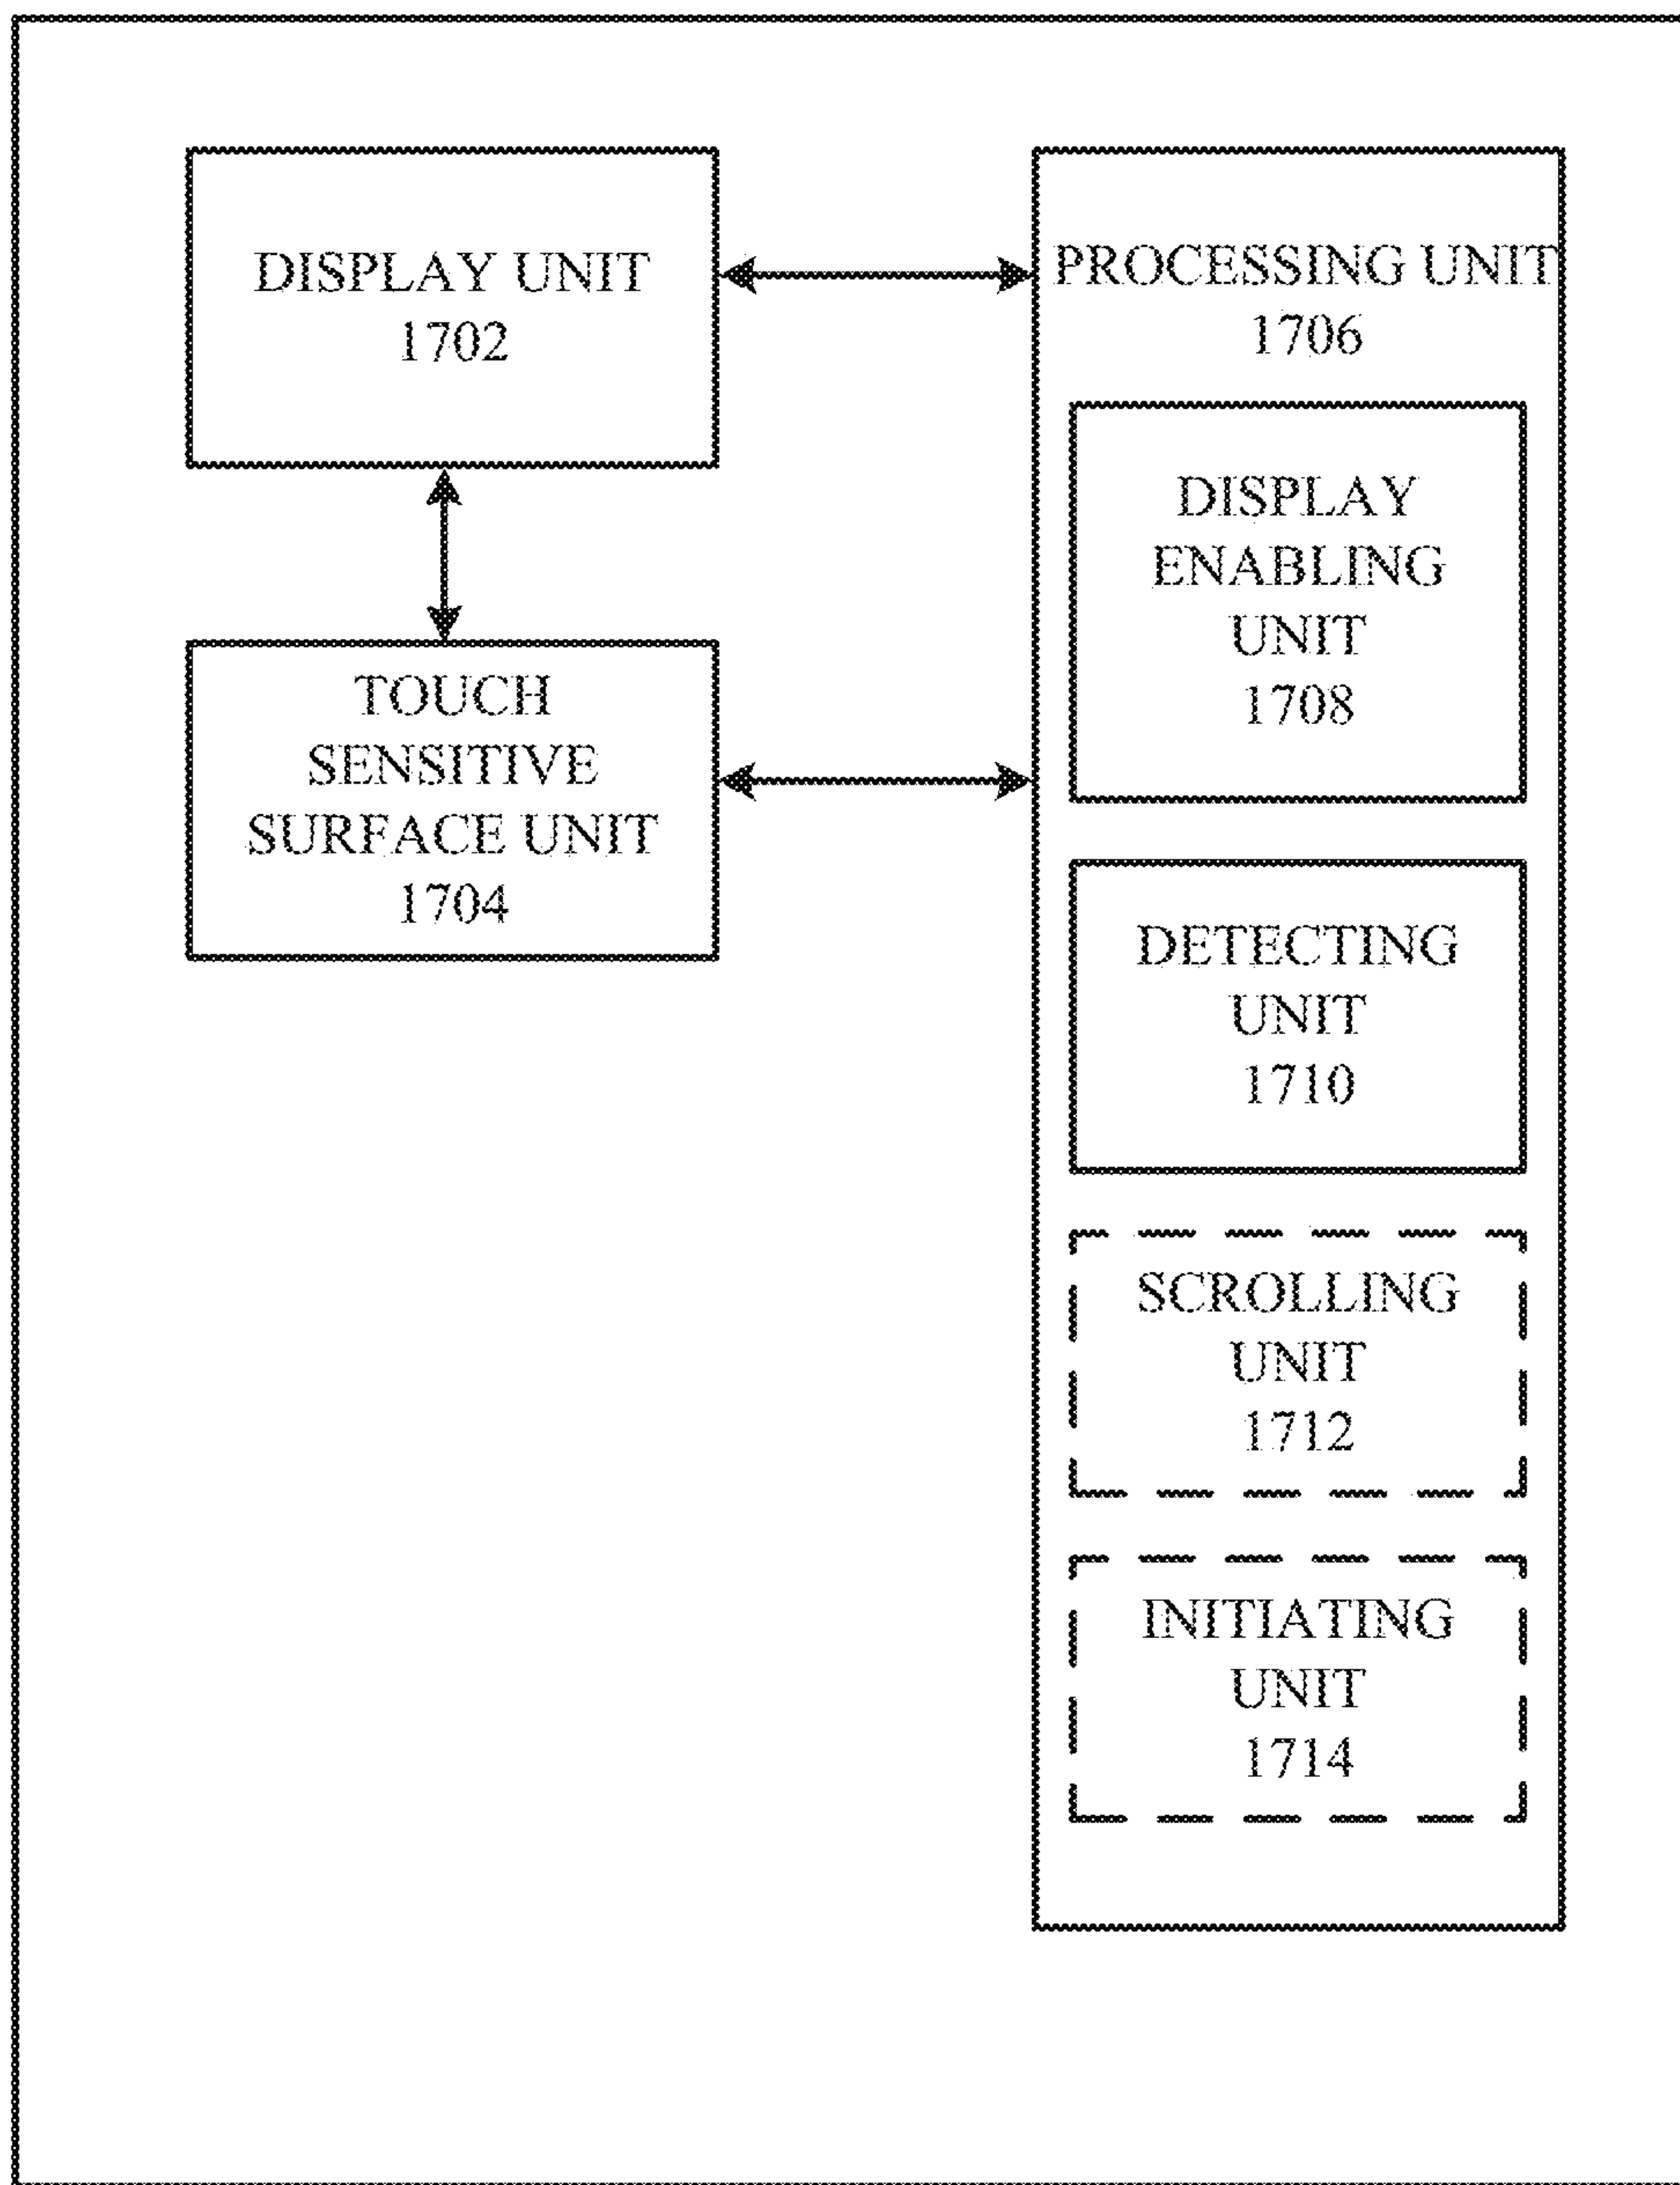 DISPLAY UNIT
1702
TOUCH
SENSITIVE
SURFACE UNIT
1704
PROCESSING UNIT
1706
DISPLAY
ENABLING
UNIT
1708
DETECTING
UNIT
1710
SCROLLING
UNIT
1712
INITIATING
UNIT
1714